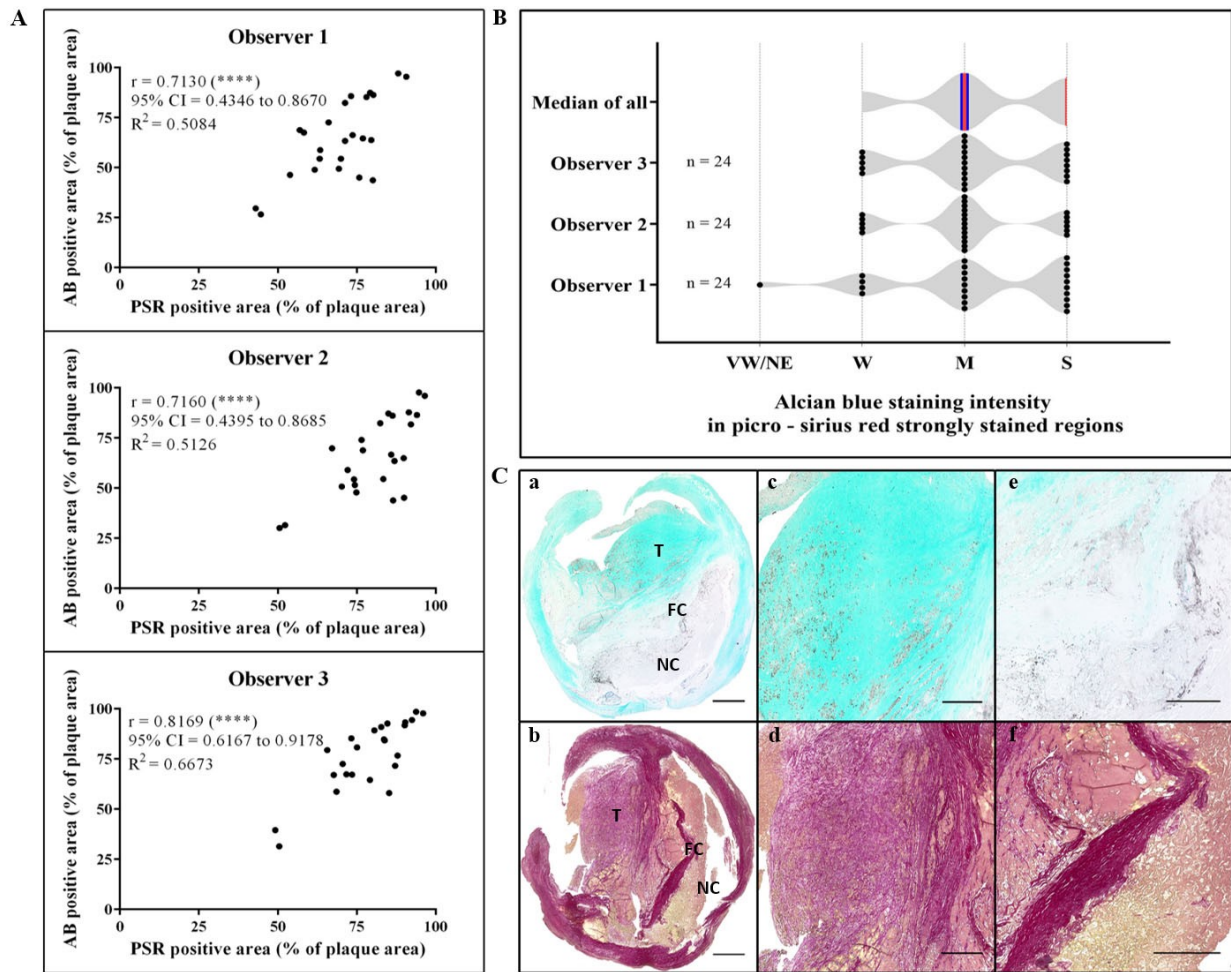 A
Observer 1
r = 0.7130 (****)
95% CI = 0.4346 to 0.8670
R² = 0.5084
AB positive area (% of plaque area)
100
75
50
25
0
0 25 50 75 100
PSR positive area (% of plaque area)
Observer 2
r = 0.7160 (****)
95% CI = 0.4395 to 0.8685
R² = 0.5126
AB positive area (% of plaque area)
100
75
50
25
0
0 25 50 75 100
PSR positive area (% of plaque area)
Observer 3
r = 0.8169 (****)
95% CI = 0.6167 to 0.9178
R² = 0.6673
AB positive area (% of plaque area)
100
75
50
25
0
0 25 50 75 100
PSR positive area (% of plaque area)
B
Median of all
Observer 3 n = 24
Observer 2 n = 24
Observer 1 n = 24
VW/NE W M S
Alcian blue staining intensity
in picro - sirius red strongly stained regions
C
a
T
FC
NC
c
e
b
T
FC
NC
d
f